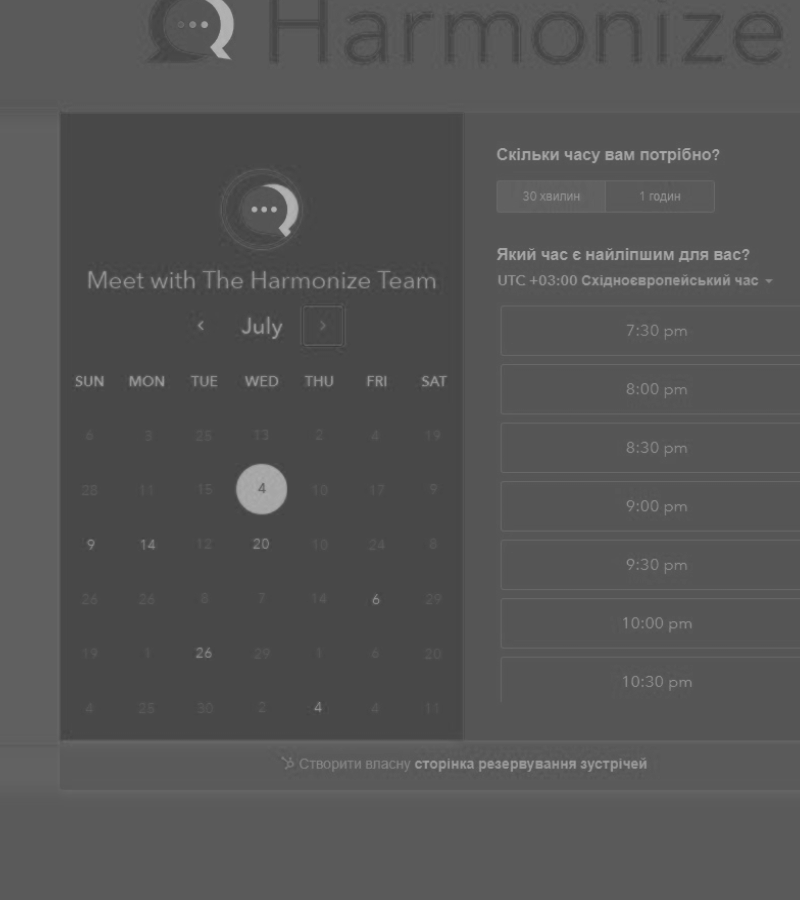 Harmonize
Meet with The Harmonize Team
July
SUN MON TUE WED THU FRI SAT
6 3 28 13 2 4 19
28 11 15 4 10 17 9
9 14 12 20 10 24 8
26 26 8 7 14 6 29
19 1 26 29 1 6 20
4 25 30 2 4 4 11
Скільки часу вам потрібно?
30 хвилин 1 годин
Який час є найліпшим для вас?
UTC +03:00 Східноєвропейський час
7:30 pm
8:00 pm
8:30 pm
9:00 pm
9:30 pm
10:00 pm
10:30 pm
Створити власну сторінка резервування зустрічей